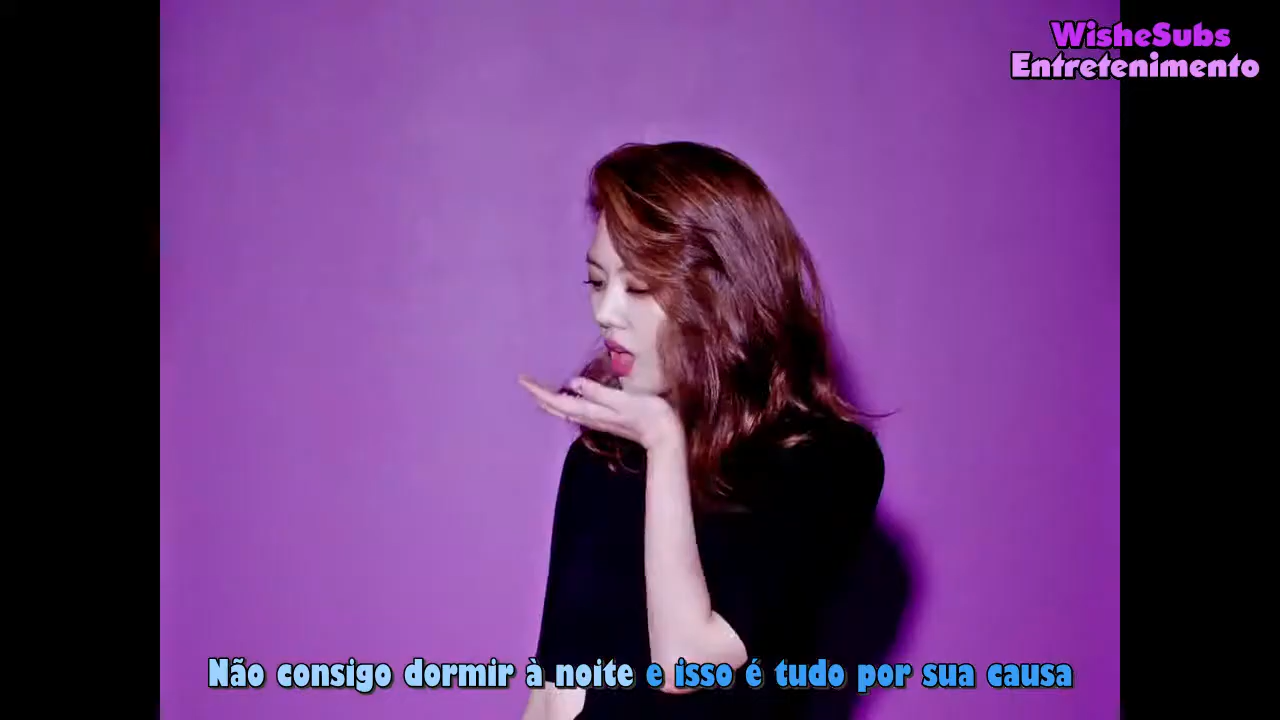 WisheSubs
Entretenimento
Não consigo dormir à noite e isso é tudo por sua causa